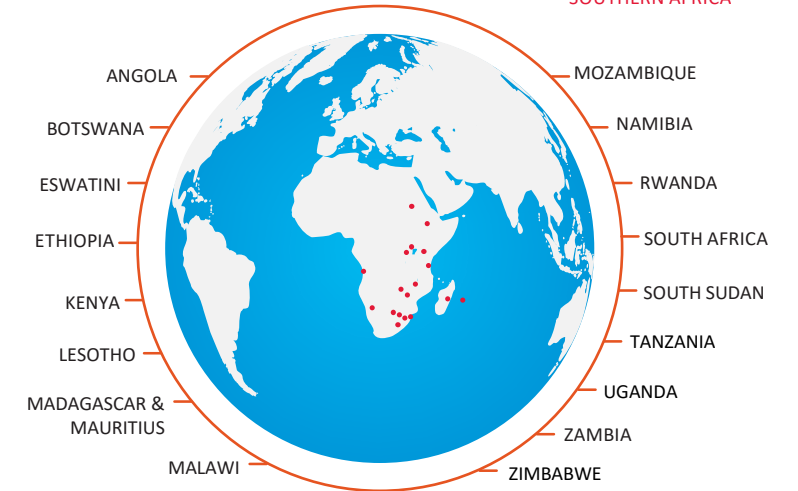 SOUTHERN AFRICA
ANGOLA
BOTSWANA
ESWATINI
ETHIOPIA
KENYA
LESOTHO
MADAGASCAR &
MAURITIUS
MALAWI
MOZAMBIQUE
NAMIBIA
RWANDA
SOUTH AFRICA
SOUTH SUDAN
TANZANIA
UGANDA
ZAMBIA
ZIMBABWE